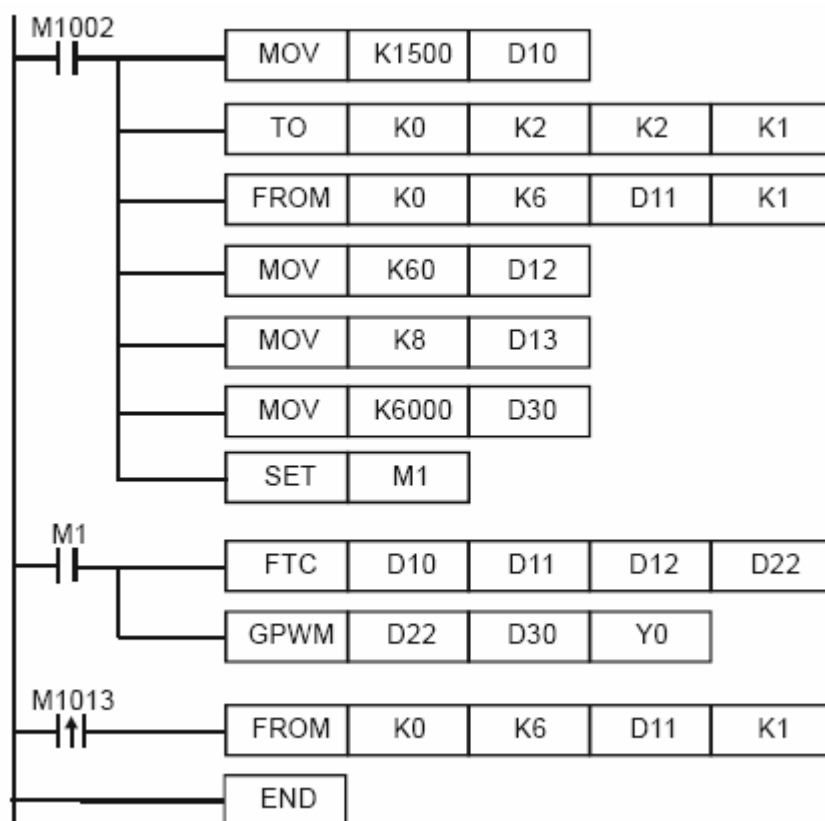 M1002
MOV K1500 D10
TO K0 K2 K2 K1
FROM K0 K6 D11 K1
MOV K60 D12
MOV K8 D13
MOV K6000 D30
SET M1
M1
FTC D10 D11 D12 D22
GPWM D22 D30 Y0
M1013
FROM K0 K6 D11 K1
END